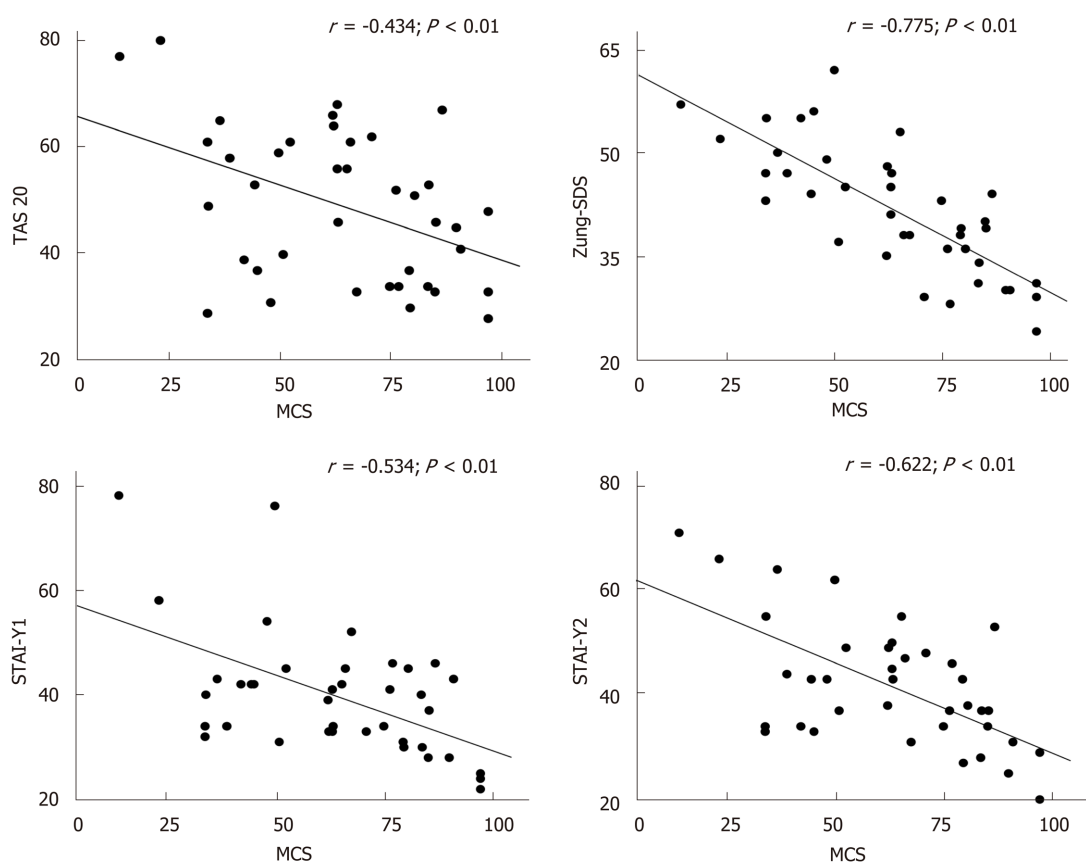 r = -0.434; P < 0.01
80
60
40
20
TAS 20
0 25 50 75 100
MCS
r = -0.775; P < 0.01
65
50
35
20
Zung-SDS
0 25 50 75 100
MCS
r = -0.534; P < 0.01
80
60
40
20
STAI-Y1
0 25 50 75 100
MCS
r = -0.622; P < 0.01
80
60
40
20
STAI-Y2
0 25 50 75 100
MCS